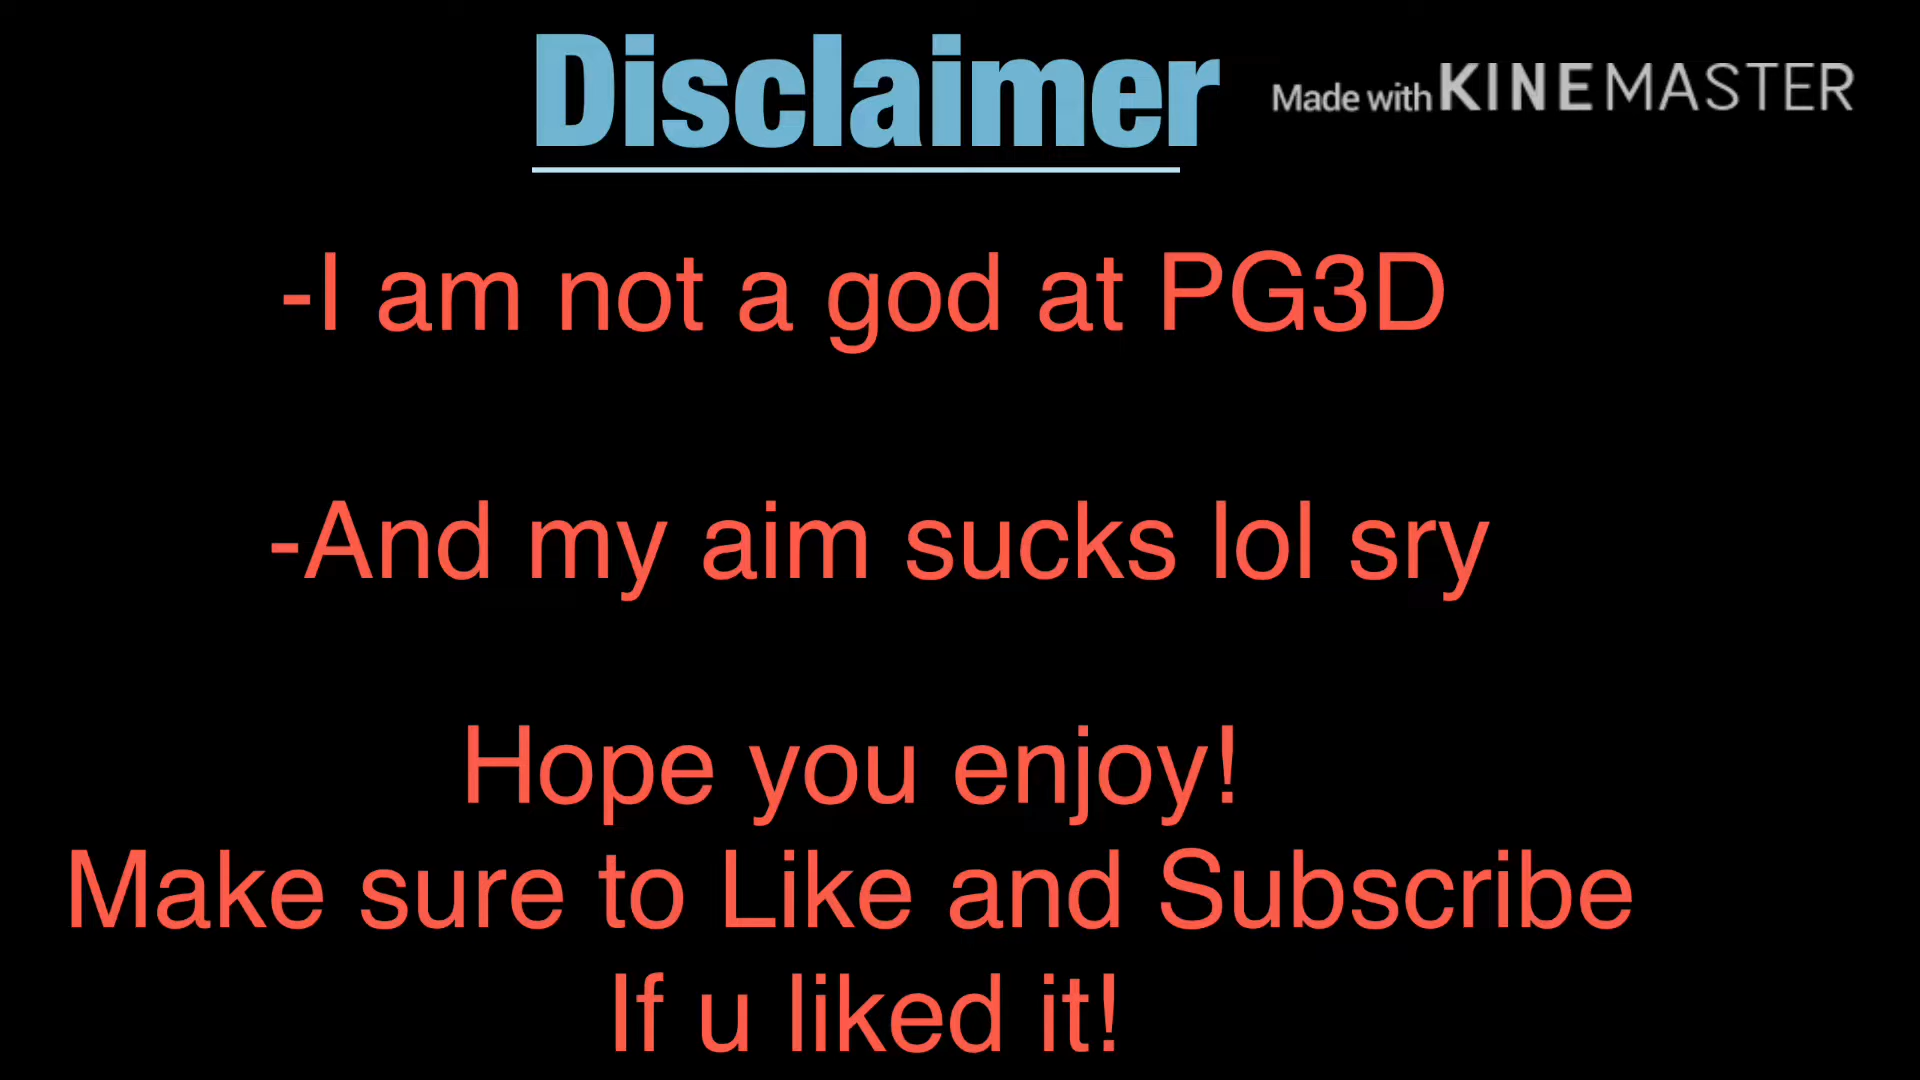 Disclaimer
Made with KINEMASTER
-I am not a god at PG3D
-And my aim sucks lol sry
Hope you enjoy!
Make sure to Like and Subscribe
If u liked it!